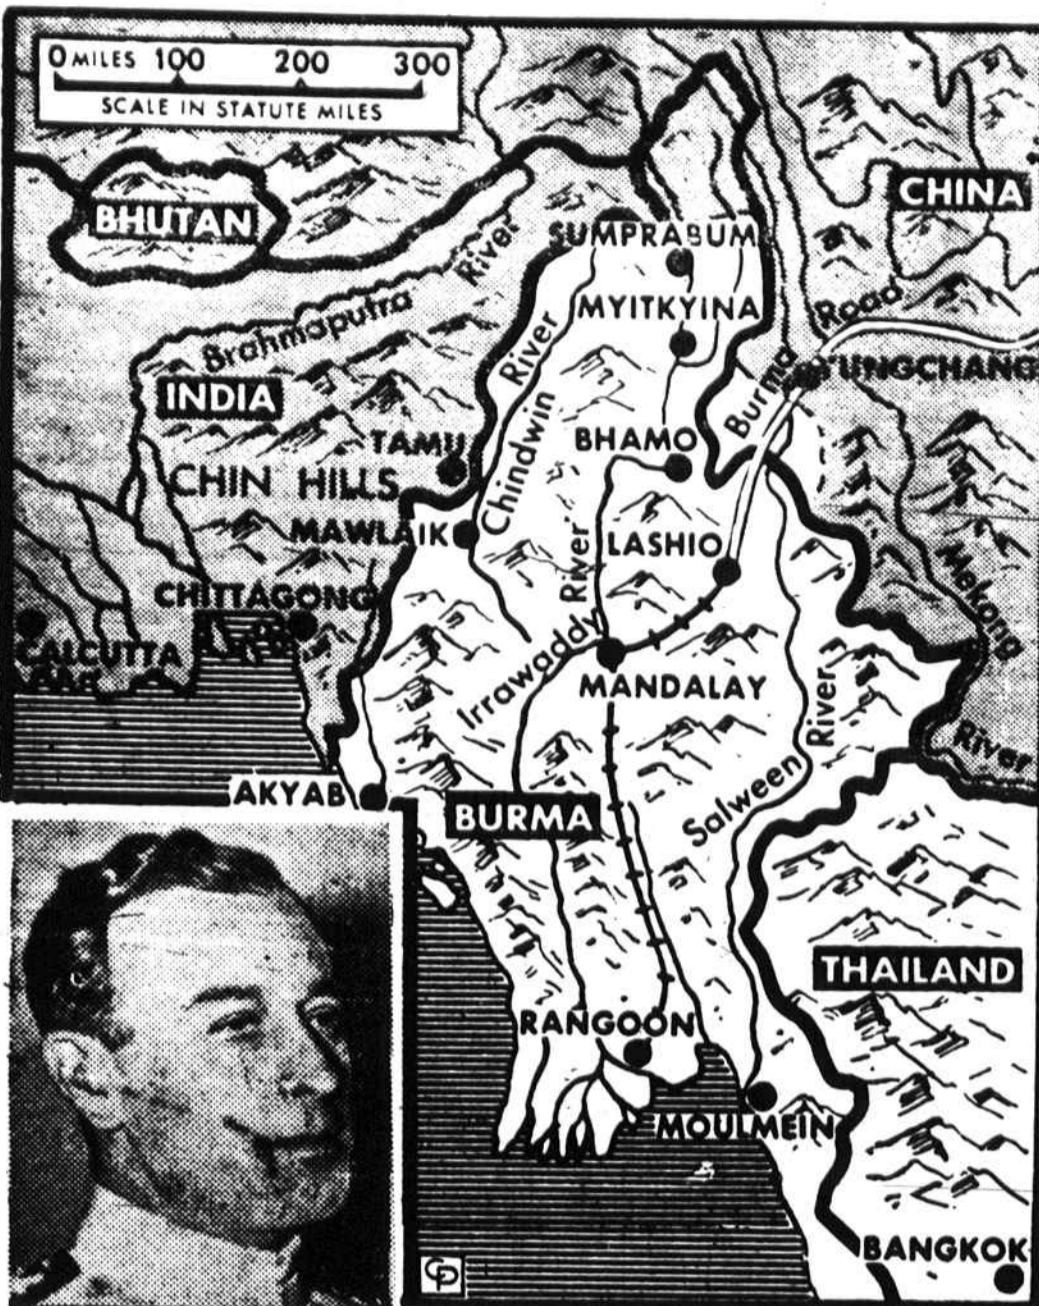 0 MILES 100 200 300
SCALE IN STATUTE MILES
BHUTAN
CHINA
SUMPRABUM
Brahmaputra River
MYITKYINA
Burma Road
YUNGCHANG
INDIA
TAMU
Chindwin River
BHAMO
CHIN HILLS
MAWLAIK
LASHIO
Mekong River
CHITTAGONG
CALCUTTA
Irrawaddy River
MANDALAY
Salween River
AKYAB
BURMA
THAILAND
RANGOON
MOULMEIN
BANGKOK
CP